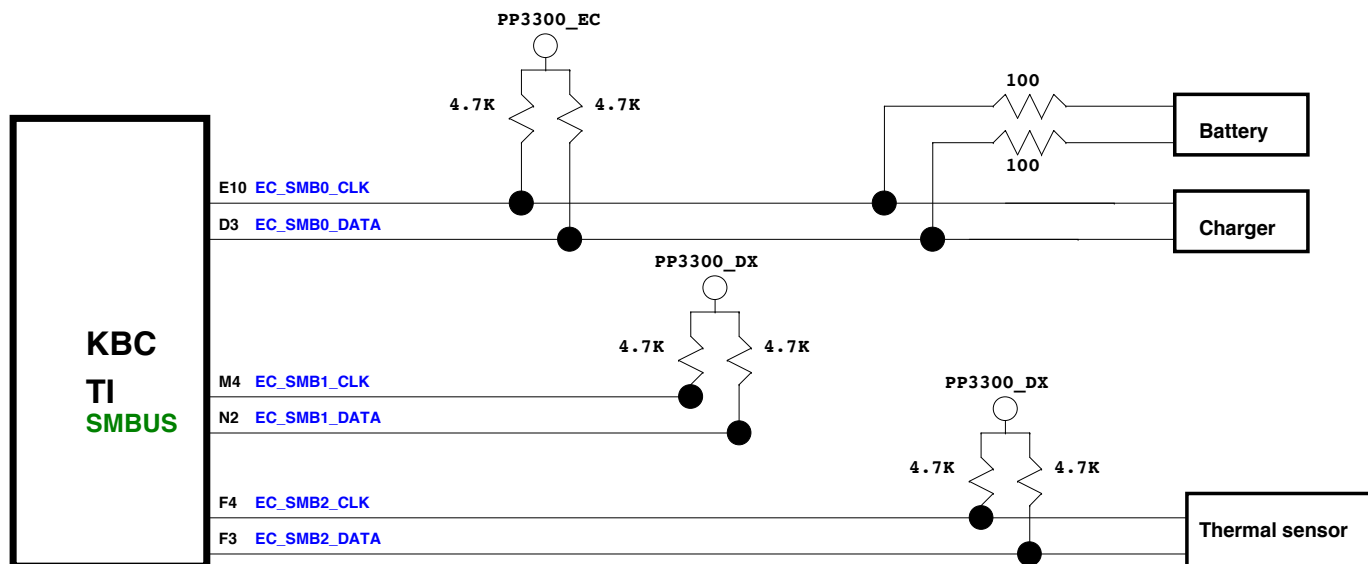 PP3300_EC
4.7K 4.7K
100
Battery
100
E10 EC_SMB0_CLK
D3 EC_SMB0_DATA
Charger
PP3300_DX
4.7K 4.7K
KBC
TI
SMBUS
M4 EC_SMB1_CLK
N2 EC_SMB1_DATA
PP3300_DX
4.7K 4.7K
F4 EC_SMB2_CLK
F3 EC_SMB2_DATA
Thermal sensor